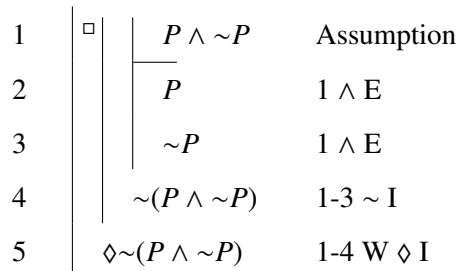 1 □ P ∧ ~P Assumption
2 P 1 ∧ E
3 ~P 1 ∧ E
4 ~(P ∧ ~P) 1-3 ~ I
5 ◊~(P ∧ ~P) 1-4 W ◊ I